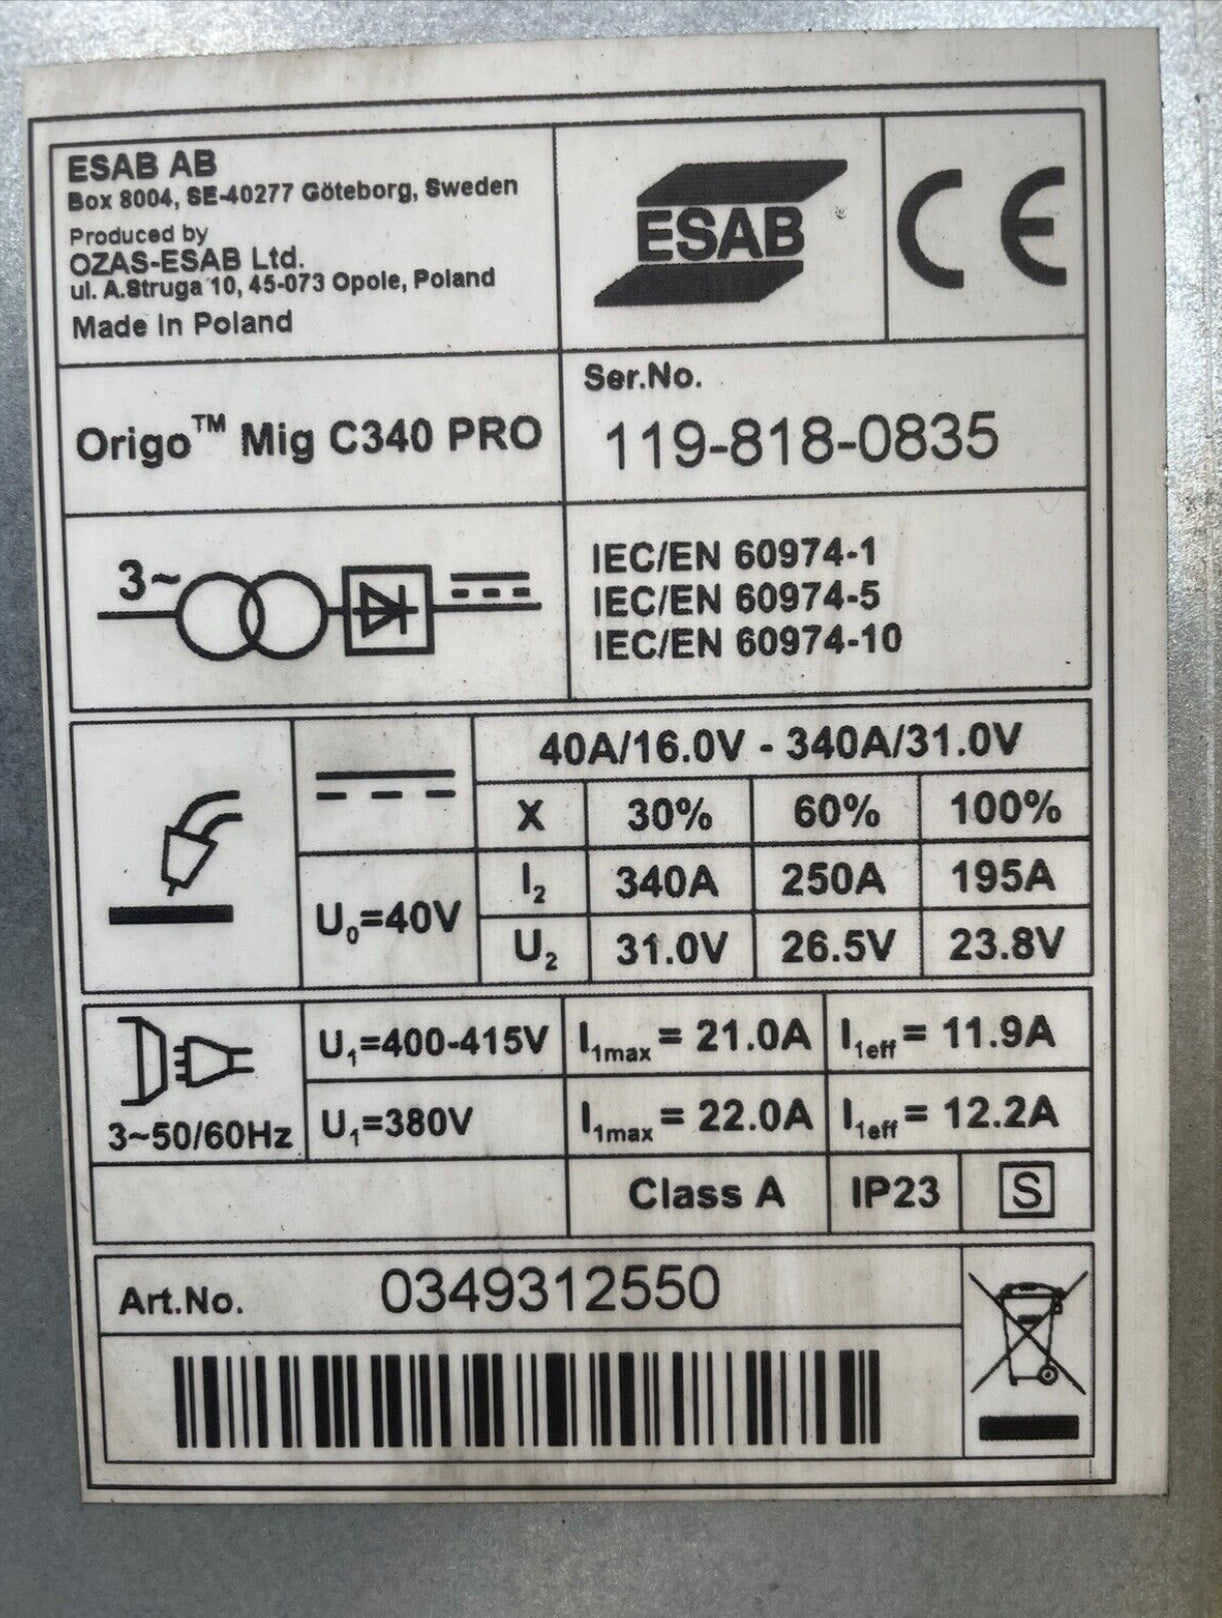 ESAB AB
Box 8004, SE-40277 Göteborg, Sweden
Produced by
OZAS-ESAB Ltd.
ul. A.Struga 10, 45-073 Opole, Poland
Made in Poland
ESAB
CE
Origo™ Mig C340 PRO
Ser.No.
119-818-0835
3~
IEC/EN 60974-1
IEC/EN 60974-5
IEC/EN 60974-10
40A/16.0V - 340A/31.0V
X 30% 60% 100%
I₂ 340A 250A 195A
U₀=40V
U₂ 31.0V 26.5V 23.8V
3~50/60Hz
U₁=400-415V I₁max = 21.0A I₁eff = 11.9A
U₁=380V I₁max = 22.0A I₁eff = 12.2A
Class A IP23 S
Art.No. 0349312550